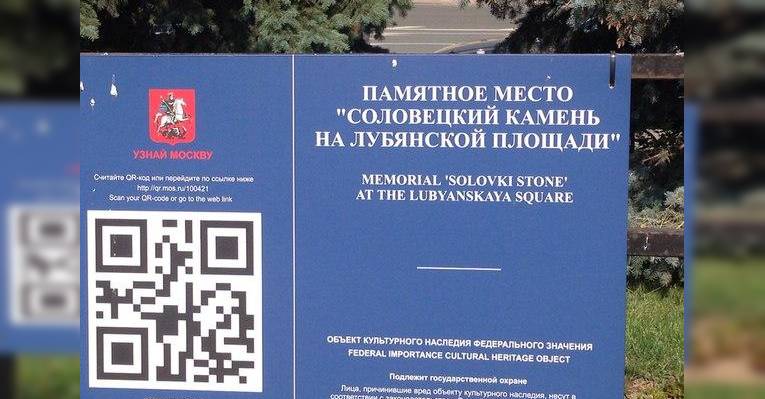 УЗНАЙ МОСКВУ
Считайте QR-код или перейдите по ссылке ниже
http://qr.mos.ru/100421
Scan your QR-code or go to the web link
ПАМЯТНОЕ МЕСТО
"СОЛОВЕЦКИЙ КАМЕНЬ
НА ЛУБЯНСКОЙ ПЛОЩАДИ"
MEMORIAL 'SOLOVKI STONE'
AT THE LUBYANSKAYA SQUARE
ОБЪЕКТ КУЛЬТУРНОГО НАСЛЕДИЯ ФЕДЕРАЛЬНОГО ЗНАЧЕНИЯ
FEDERAL IMPORTANCE CULTURAL HERITAGE OBJECT
Подлежит государственной охране
Лица, причинившие вред объекту культурного наследия, несут в
соответствии с